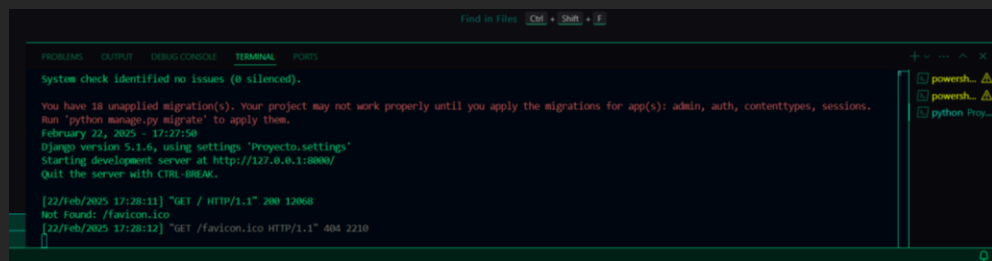 Find in Files Ctrl + Shift + F
PROBLEMS OUTPUT DEBUG CONSOLE TERMINAL PORTS
System check identified no issues (0 silenced).
You have 18 unapplied migration(s). Your project may not work properly until you apply the migrations for app(s): admin, auth, contenttypes, sessions.
Run 'python manage.py migrate' to apply them.
February 22, 2025 - 17:27:50
Django version 5.1.6, using settings 'Proyecto.settings'
Starting development server at http://127.0.0.1:8000/
Quit the server with CTRL-BREAK.
[22/Feb/2025 17:28:11] "GET / HTTP/1.1" 200 12068
Not Found: /favicon.ico
[22/Feb/2025 17:28:12] "GET /favicon.ico HTTP/1.1" 404 2210
powersh...
powersh...
python Proy...